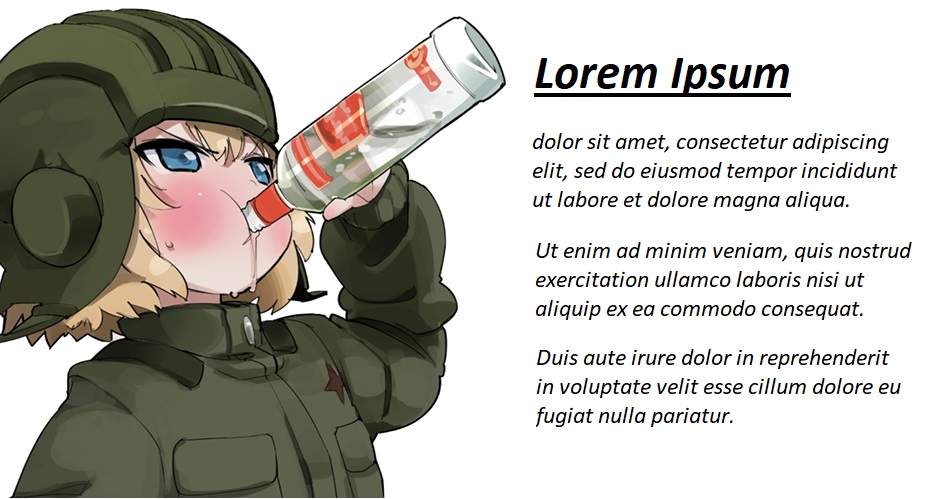 Lorem Ipsum
dolor sit amet, consectetur adipiscing
elit, sed do eiusmod tempor incididunt
ut labore et dolore magna aliqua.
Ut enim ad minim veniam, quis nostrud
exercitation ullamco laboris nisi ut
aliquip ex ea commodo consequat.
Duis aute irure dolor in reprehenderit
in voluptate velit esse cillum dolore eu
fugiat nulla pariatur.